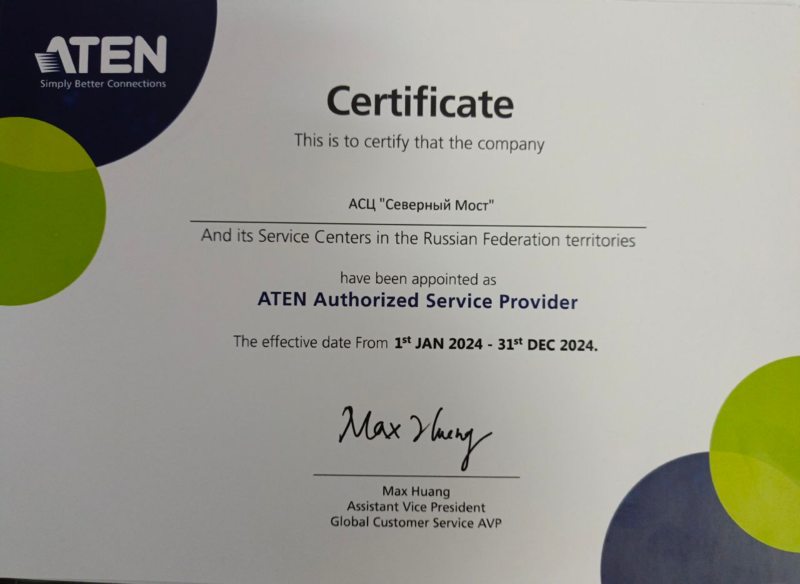 ATEN
Simply Better Connections
Certificate
This is to certify that the company
АСЦ "Северный Мост"
And its Service Centers in the Russian Federation territories
have been appointed as
ATEN Authorized Service Provider
The effective date From 1st JAN 2024 - 31st DEC 2024.
Max Huang
Max Huang
Assistant Vice President
Global Customer Service AVP